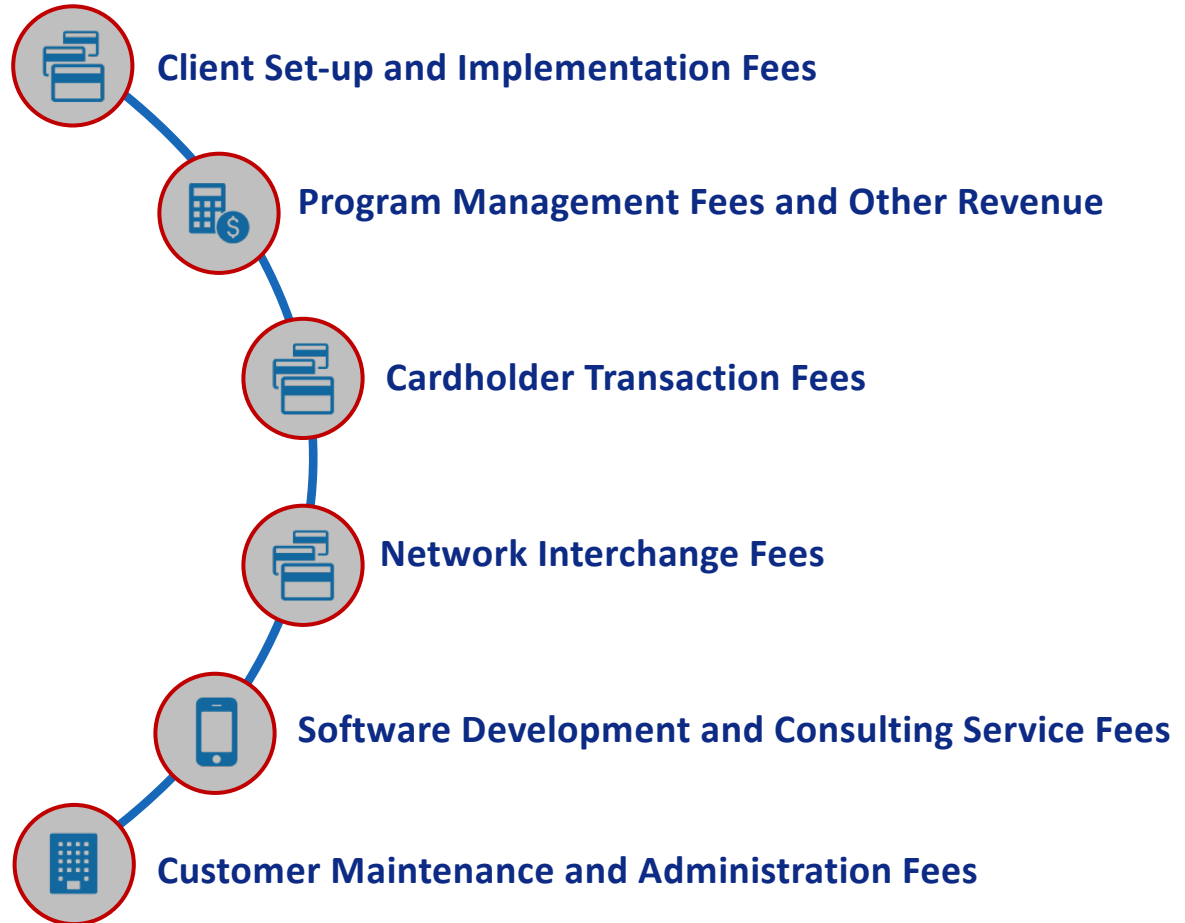 Client Set-up and Implementation Fees
Program Management Fees and Other Revenue
Cardholder Transaction Fees
Network Interchange Fees
Software Development and Consulting Service Fees
Customer Maintenance and Administration Fees